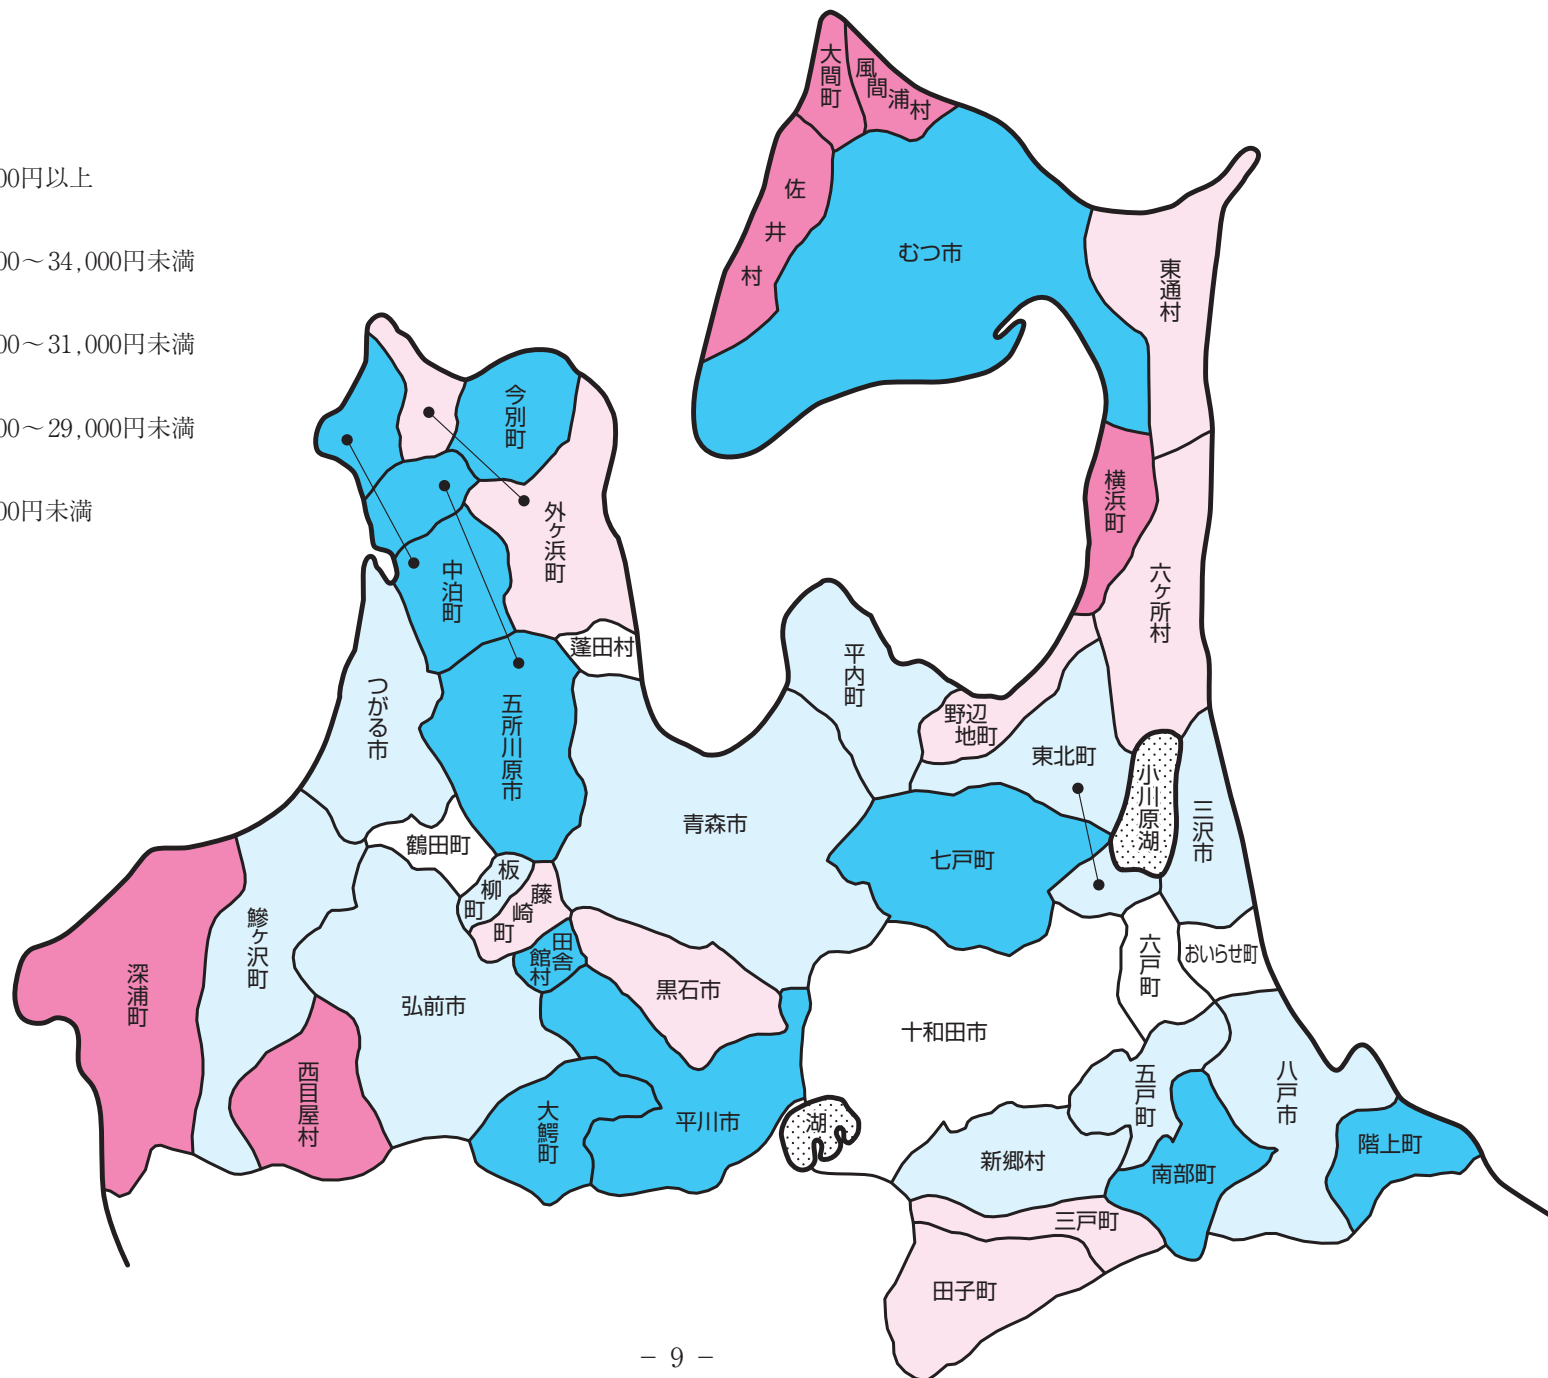 00円以上
00～34,000円未満
00～31,000円未満
00～29,000円未満
00円未満
大間町
風間浦村
佐井村
むつ市
東通村
今別町
横浜町
外ヶ浜町
中泊町
六ヶ所村
蓬田村
平内町
つがる市
五所川原市
野辺地町
東北町
小川原湖
三沢市
青森市
鶴田町
七戸町
板柳町
藤崎町
田舎館村
鰺ヶ沢町
六戸町
おいらせ町
深浦町
黒石市
弘前市
十和田市
西目屋村
五戸町
八戸市
大鰐町
平川市
湖
階上町
新郷村
南部町
三戸町
田子町
－ 9 －